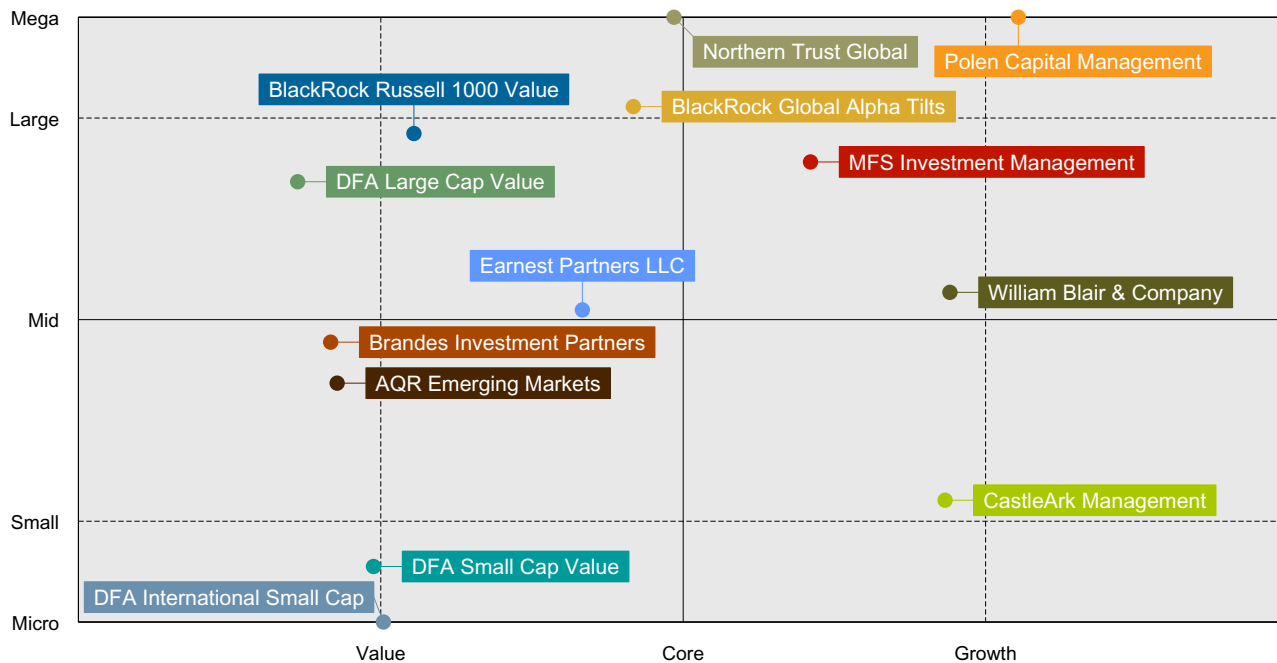 Mega
Northern Trust Global
Polen Capital Management
BlackRock Russell 1000 Value
BlackRock Global Alpha Tilts
Large
MFS Investment Management
DFA Large Cap Value
Earnest Partners LLC
William Blair & Company
Mid
Brandes Investment Partners
AQR Emerging Markets
CastleArk Management
Small
DFA Small Cap Value
DFA International Small Cap
Micro
Value
Core
Growth